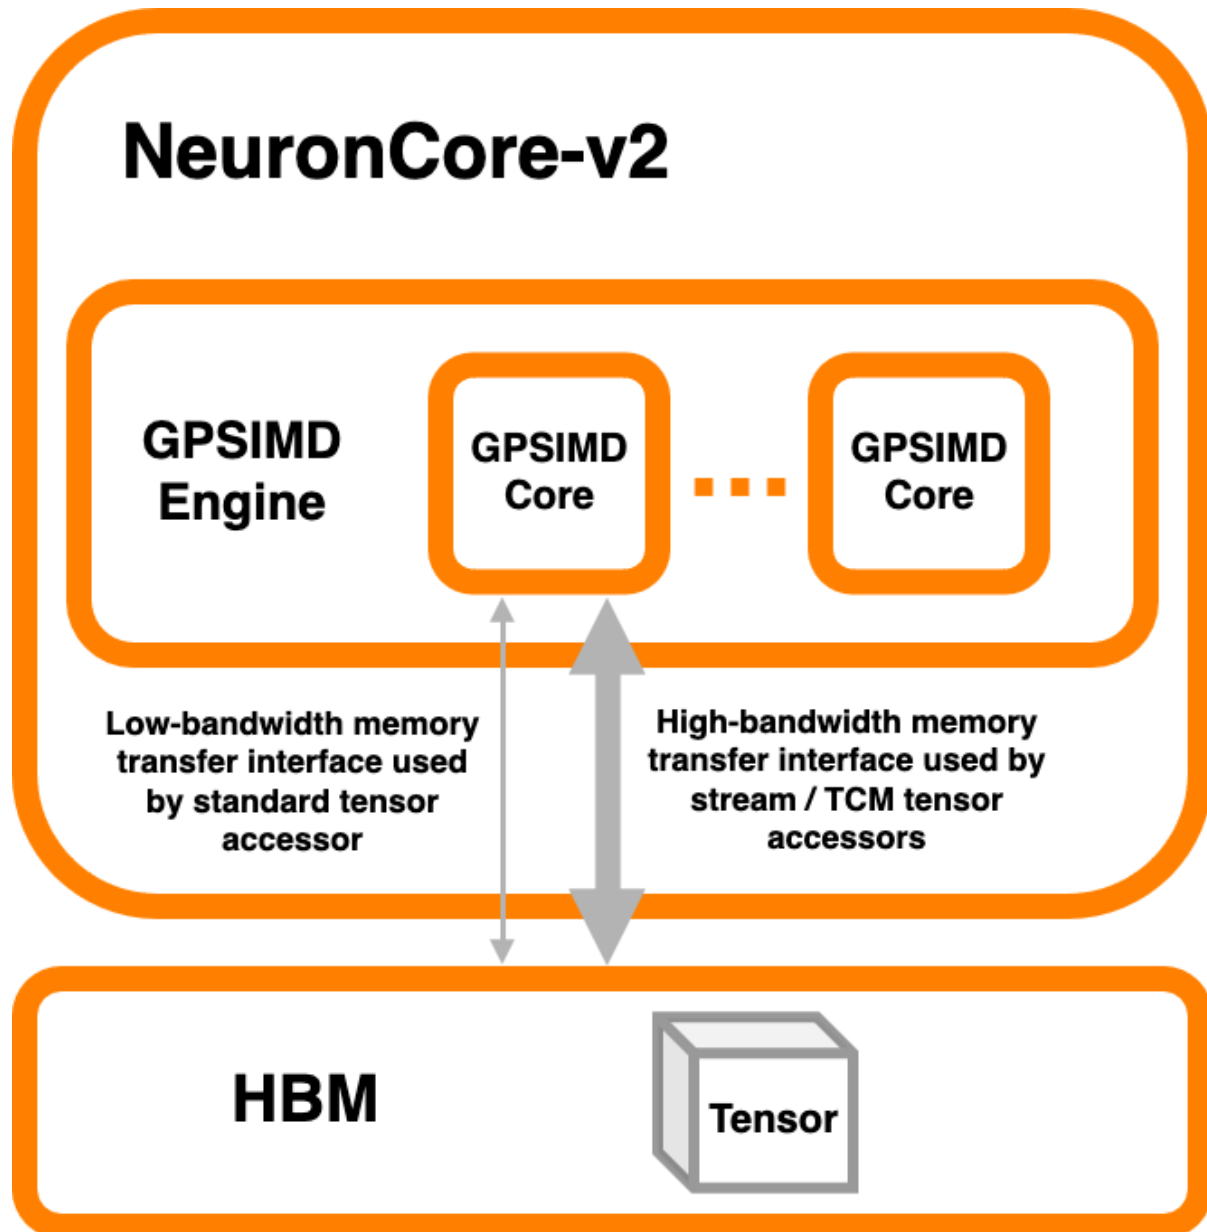 NeuronCore-v2
GPSIMD
Engine
GPSIMD
Core
GPSIMD
Core
Low-bandwidth memory
transfer interface used
by standard tensor
accessor
High-bandwidth memory
transfer interface used by
stream / TCM tensor
accessors
HBM
Tensor